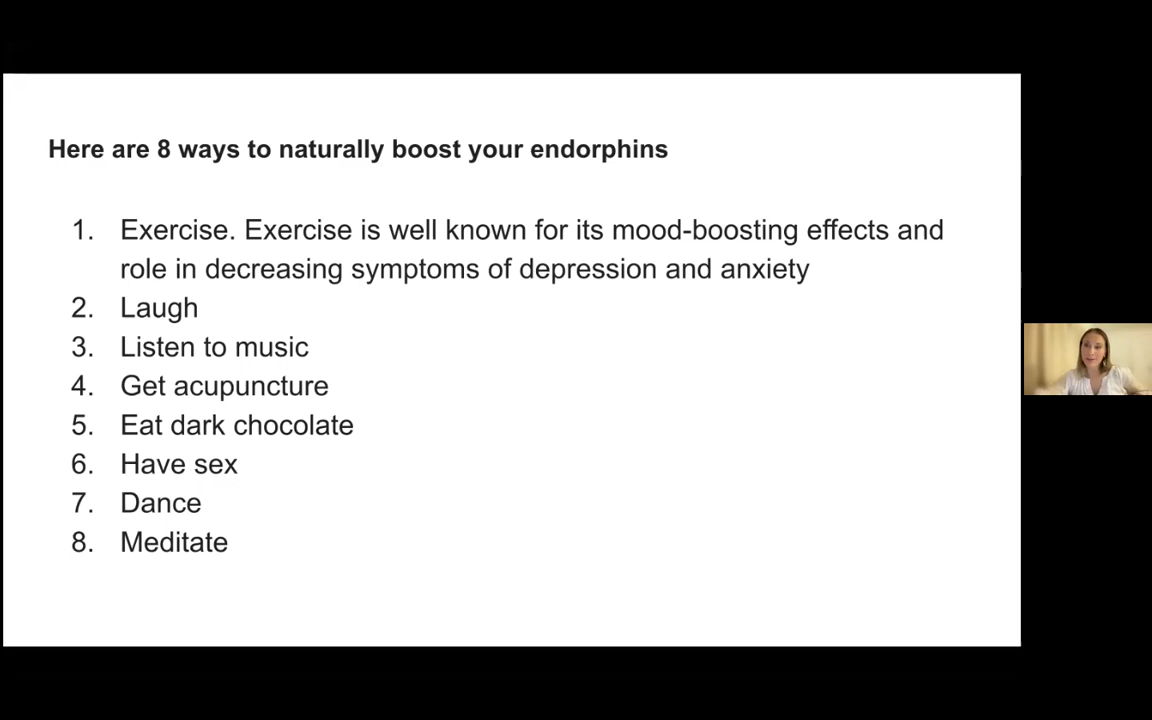 Here are 8 ways to naturally boost your endorphins
1. Exercise. Exercise is well known for its mood-boosting effects and
role in decreasing symptoms of depression and anxiety
2. Laugh
3. Listen to music
4. Get acupuncture
5. Eat dark chocolate
6. Have sex
7. Dance
8. Meditate